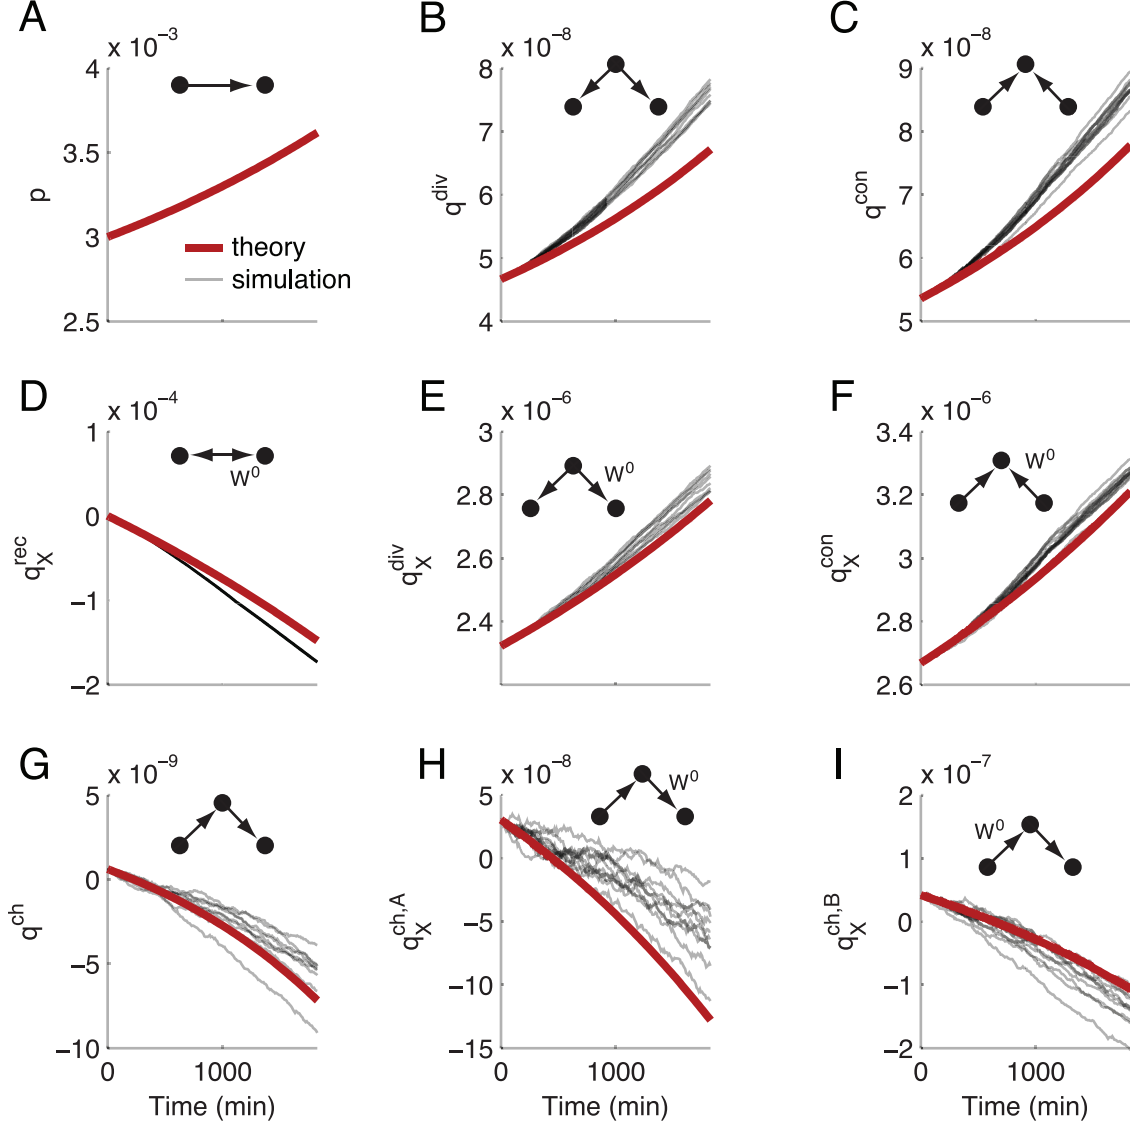 A
x 10⁻³
4
3.5
3
2.5
p
theory
simulation
B
x 10⁻⁸
8
7
6
5
4
q^div
C
x 10⁻⁸
9
8
7
6
5
q^con
D
x 10⁻⁴
1
0
−1
−2
q_X^rec
W⁰
E
x 10⁻⁶
3
2.8
2.6
2.4
q_X^div
W⁰
F
x 10⁻⁶
3.4
3.2
3
2.8
2.6
q_X^con
W⁰
G
x 10⁻⁹
5
0
−5
−10
q^ch
0
1000
Time (min)
H
x 10⁻⁸
5
0
−5
−10
−15
q_X^ch,A
W⁰
0
1000
Time (min)
I
x 10⁻⁷
2
1
0
−1
−2
q_X^ch,B
W⁰
0
1000
Time (min)